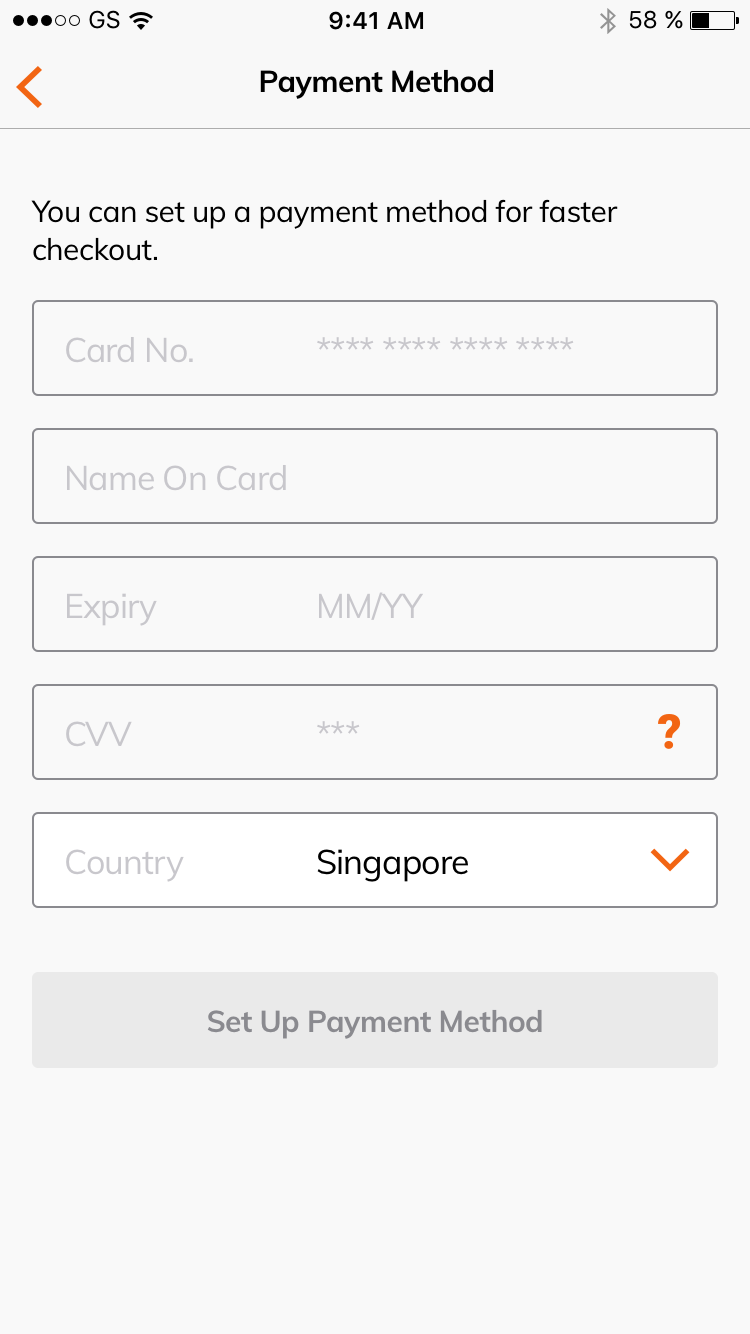 GS 9:41 AM 58 %
Payment Method
You can set up a payment method for faster
checkout.
Card No. **** **** **** ****
Name On Card
Expiry MM/YY
CVV *** ?
Country Singapore
Set Up Payment Method